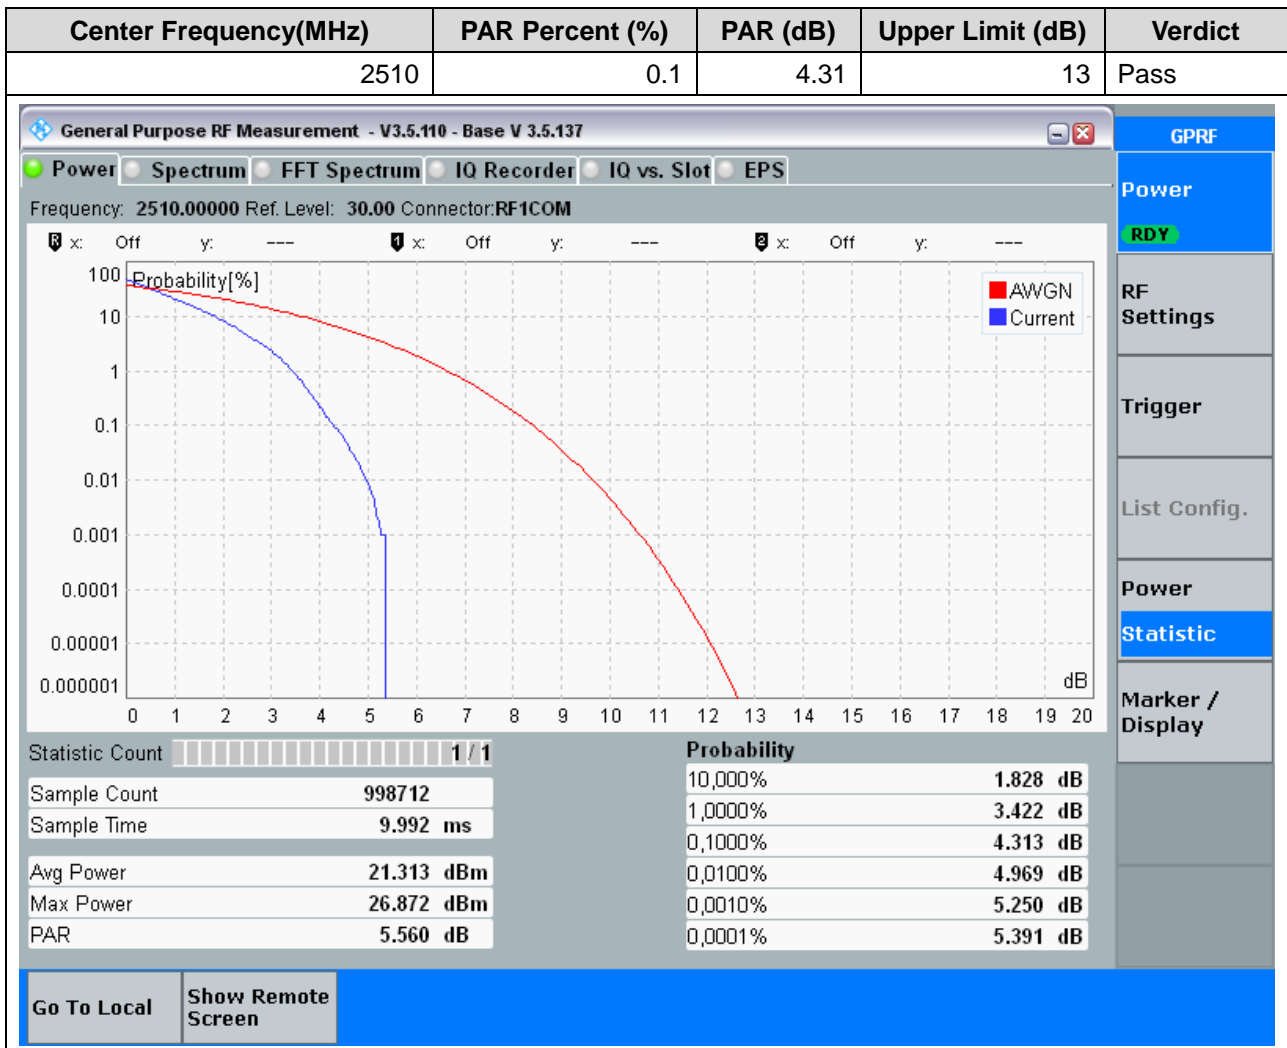 Center Frequency(MHz) PAR Percent (%) PAR (dB) Upper Limit (dB) Verdict
2510 0.1 4.31 13 Pass
General Purpose RF Measurement - V3.5.110 - Base V 3.5.137
GPRF
Power Spectrum FFT Spectrum IQ Recorder IQ vs. Slot EPS
Frequency: 2510.00000 Ref. Level: 30.00 Connector:RF1COM
R x: Off y: --- 1 x: Off y: --- 2 x: Off y: ---
Probability[%]
100
10
1
0.1
0.01
0.001
0.0001
0.00001
0.000001
AWGN
Current
dB
0 1 2 3 4 5 6 7 8 9 10 11 12 13 14 15 16 17 18 19 20
Statistic Count 1 / 1
Sample Count 998712
Sample Time 9.992 ms
Avg Power 21.313 dBm
Max Power 26.872 dBm
PAR 5.560 dB
Probability
10,000% 1.828 dB
1,0000% 3.422 dB
0,1000% 4.313 dB
0,0100% 4.969 dB
0,0010% 5.250 dB
0,0001% 5.391 dB
Power
RDY
RF
Settings
Trigger
List Config.
Power
Statistic
Marker /
Display
Go To Local
Show Remote
Screen